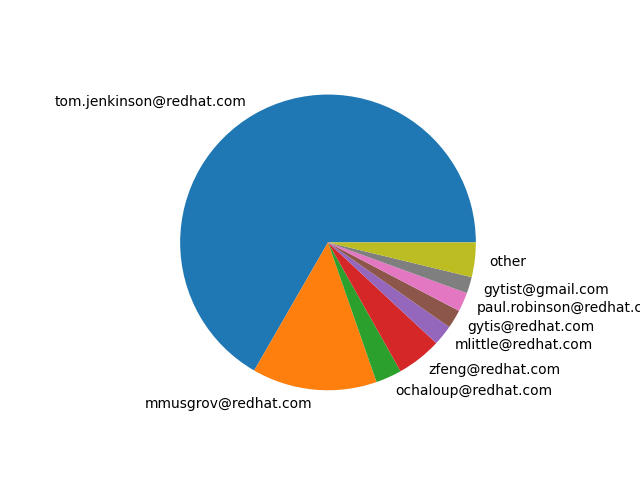 tom.jenkinson@redhat.com
other
gytist@gmail.com
paul.robinson@redhat.c
gytis@redhat.com
mlittle@redhat.com
zfeng@redhat.com
ochaloup@redhat.com
mmusgrov@redhat.com